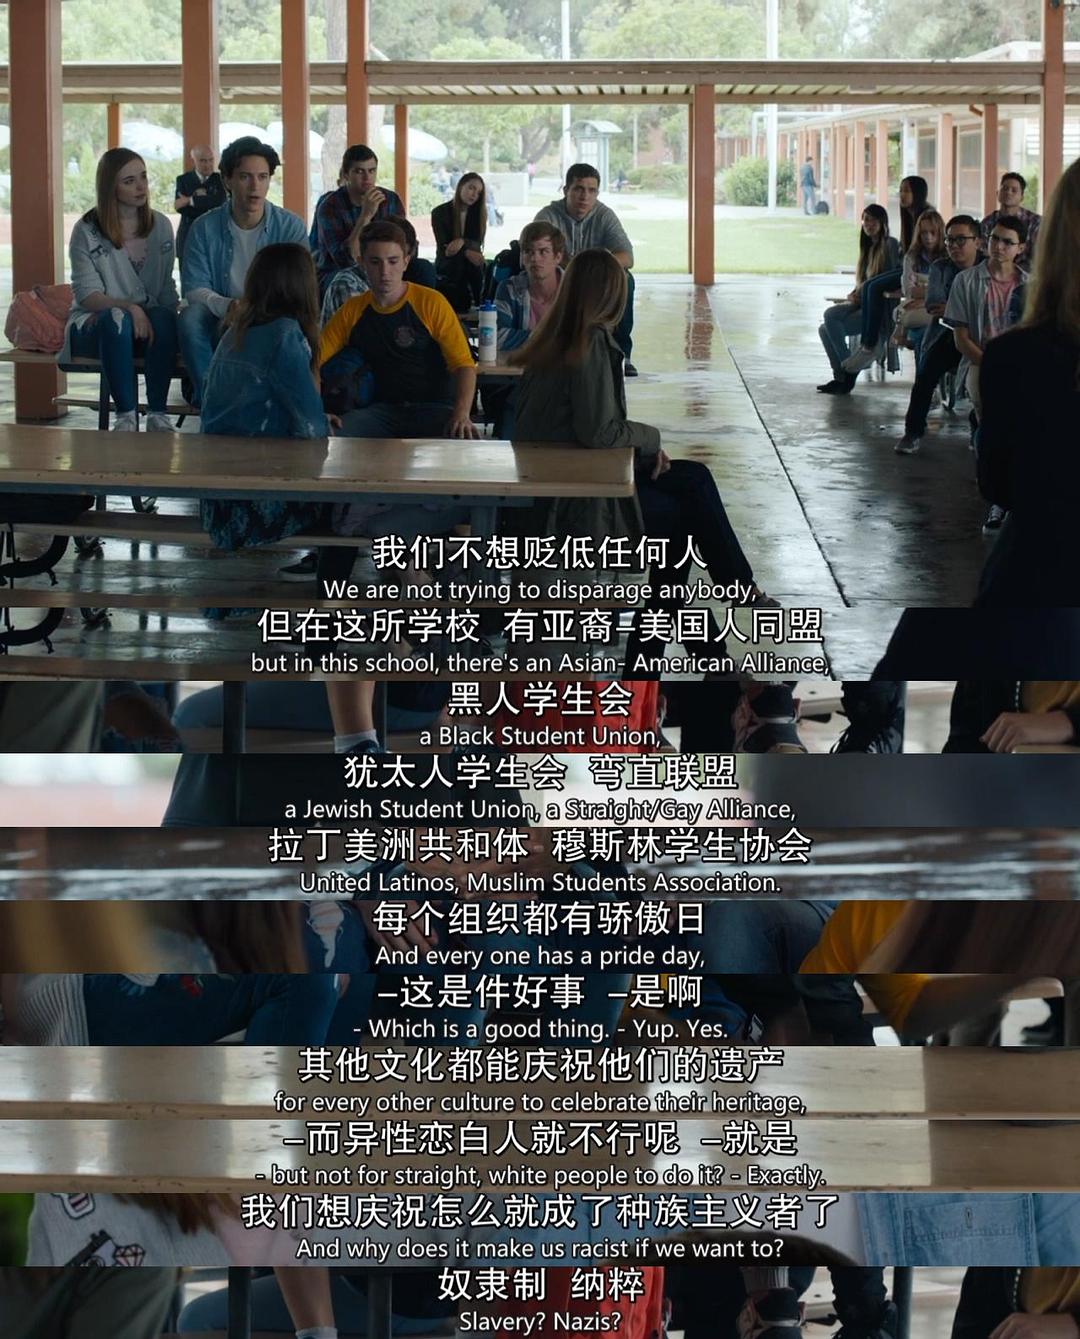 我们不想贬低任何人
We are not trying to disparage anybody,
但在这所学校 有亚裔-美国人同盟
but in this school, there's an Asian- American Alliance,
黑人学生会
a Black Student Union,
犹太人学生会 弯直联盟
a Jewish Student Union, a Straight/Gay Alliance,
拉丁美洲共和体 穆斯林学生协会
United Latinos, Muslim Students Association.
每个组织都有骄傲日
And every one has a pride day,
-这是件好事 -是啊
- Which is a good thing. - Yup. Yes.
其他文化都能庆祝他们的遗产
for every other culture to celebrate their heritage,
-而异性恋白人就不行呢 -就是
- but not for straight, white people to do it? - Exactly.
我们想庆祝怎么就成了种族主义者了
And why does it make us racist if we want to?
奴隶制 纳粹
Slavery? Nazis?